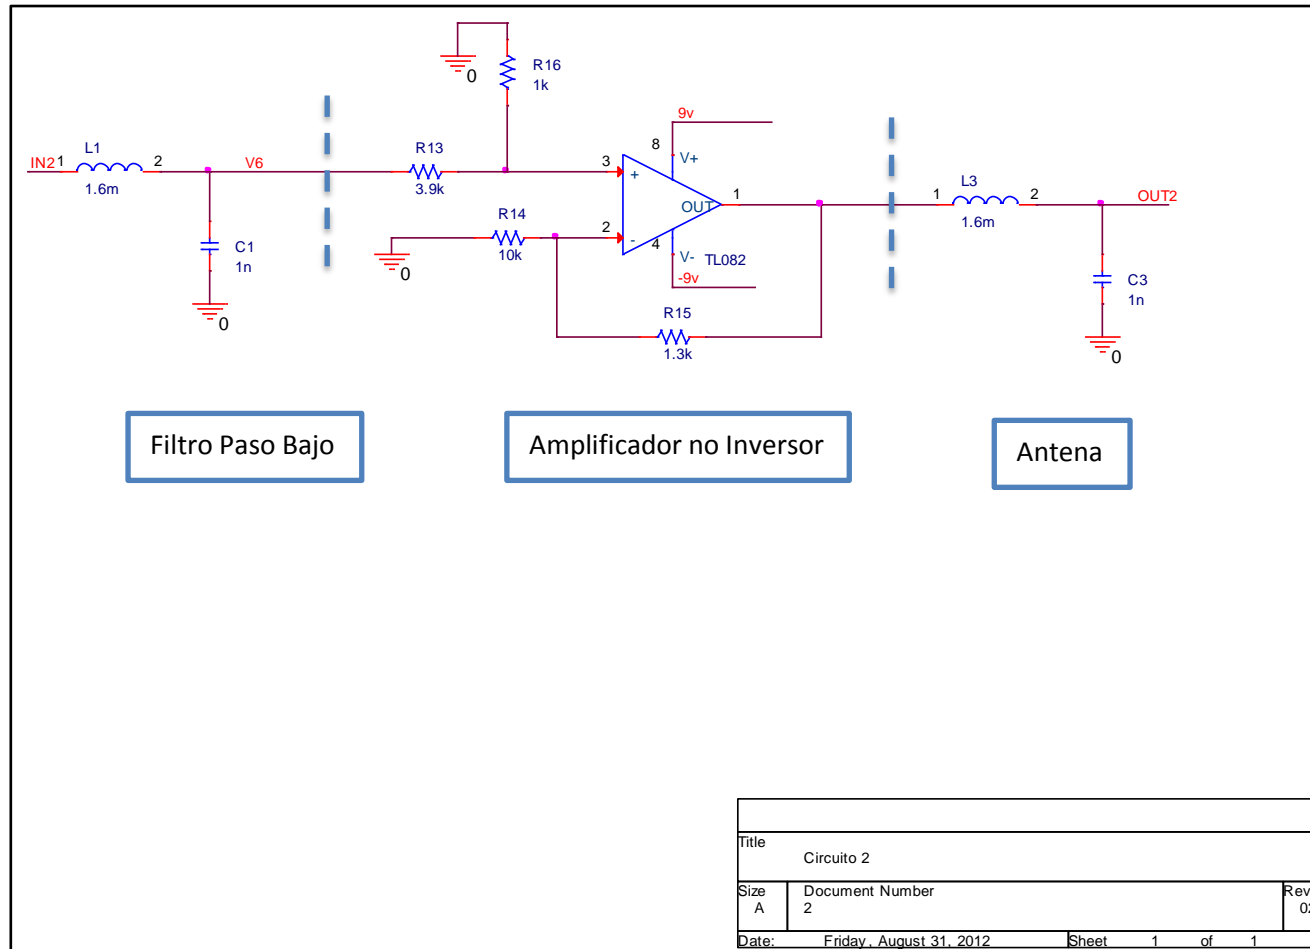 0
R16
1k
9v
8
V+
L1
IN2
1
2
V6
1.6m
R13
3.9k
3
+
OUT
1
L3
1
2
OUT2
1.6m
R14
10k
2
-
4
V-
TL082
-9v
0
C1
1n
0
R15
1.3k
C3
1n
0
Filtro Paso Bajo
Amplificador no Inversor
Antena
Title
Circuito 2
Size
A
Document Number
2
Rev
02
Date:
Friday, August 31, 2012
Sheet
1
of
1